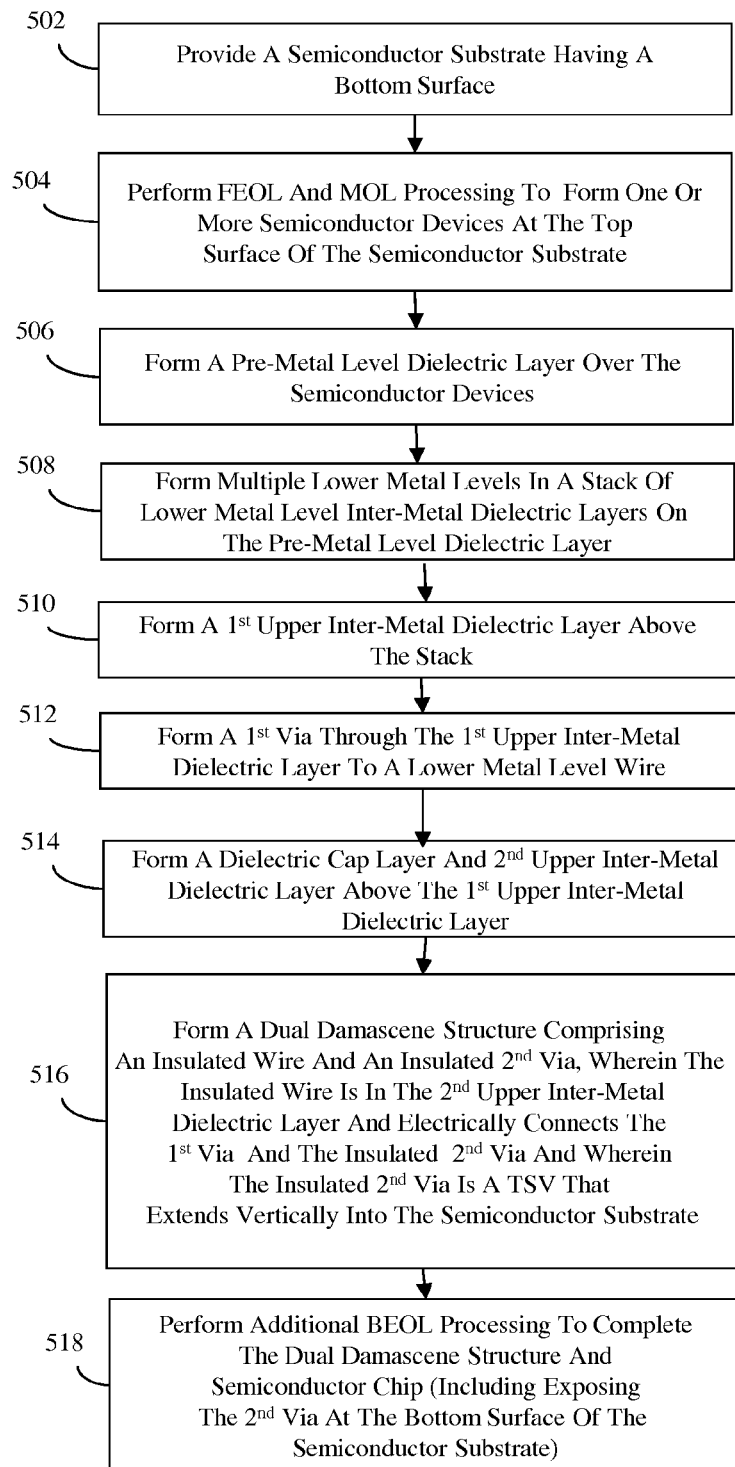 502
Provide A Semiconductor Substrate Having A
Bottom Surface
504
Perform FEOL And MOL Processing To Form One Or
More Semiconductor Devices At The Top
Surface Of The Semiconductor Substrate
506
Form A Pre-Metal Level Dielectric Layer Over The
Semiconductor Devices
508
Form Multiple Lower Metal Levels In A Stack Of
Lower Metal Level Inter-Metal Dielectric Layers On
The Pre-Metal Level Dielectric Layer
510
Form A 1st Upper Inter-Metal Dielectric Layer Above
The Stack
512
Form A 1st Via Through The 1st Upper Inter-Metal
Dielectric Layer To A Lower Metal Level Wire
514
Form A Dielectric Cap Layer And 2nd Upper Inter-Metal
Dielectric Layer Above The 1st Upper Inter-Metal
Dielectric Layer
516
Form A Dual Damascene Structure Comprising
An Insulated Wire And An Insulated 2nd Via, Wherein The
Insulated Wire Is In The 2nd Upper Inter-Metal
Dielectric Layer And Electrically Connects The
1st Via And The Insulated 2nd Via And Wherein
The Insulated 2nd Via Is A TSV That
Extends Vertically Into The Semiconductor Substrate
518
Perform Additional BEOL Processing To Complete
The Dual Damascene Structure And
Semiconductor Chip (Including Exposing
The 2nd Via At The Bottom Surface Of The
Semiconductor Substrate)